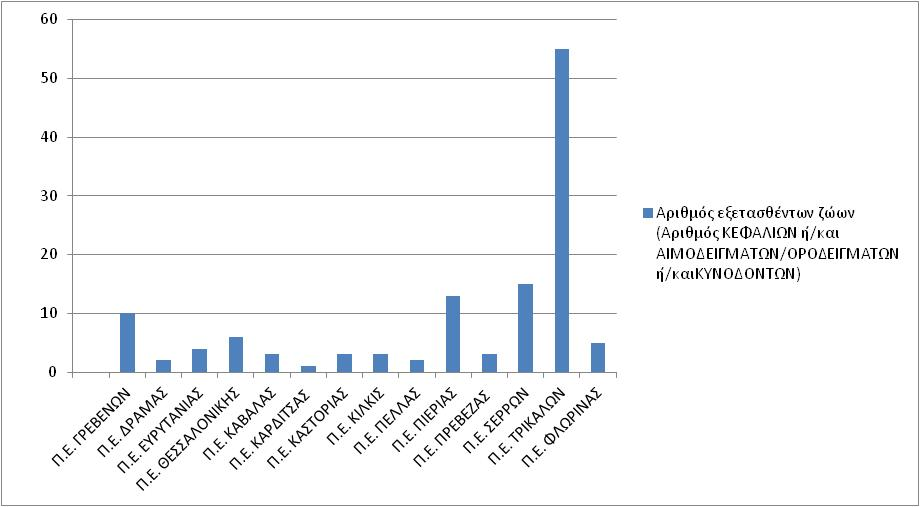 60
50
40
30
20
10
0
Π.Ε. ΓΡΕΒΕΝΩΝ
Π.Ε. ΔΡΑΜΑΣ
Π.Ε. ΕΥΡΥΤΑΝΙΑΣ
Π.Ε. ΘΕΣΣΑΛΟΝΙΚΗΣ
Π.Ε. ΚΑΒΑΛΑΣ
Π.Ε. ΚΑΡΔΙΤΣΑΣ
Π.Ε. ΚΑΣΤΟΡΙΑΣ
Π.Ε. ΚΙΛΚΙΣ
Π.Ε. ΠΕΛΛΑΣ
Π.Ε. ΠΙΕΡΙΑΣ
Π.Ε. ΠΡΕΒΕΖΑΣ
Π.Ε. ΣΕΡΡΩΝ
Π.Ε. ΤΡΙΚΑΛΩΝ
Π.Ε. ΦΛΩΡΙΝΑΣ
Αριθμός εξετασθέντων ζώων
(Αριθμός ΚΕΦΑΛΙΩΝ ή/και
ΑΙΜΟΔΕΙΓΜΑΤΩΝ/ΟΡΟΔΕΙΓΜΑΤΩΝ
ή/καιΚΥΝΟΔΟΝΤΩΝ)